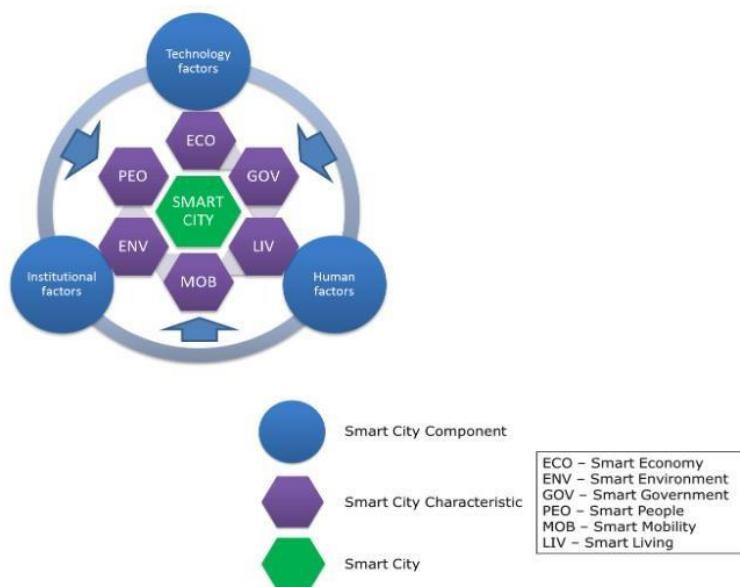 Technology
factors
ECO
PEO
GOV
SMART
CITY
ENV
LIV
MOB
Institutional
factors
Human
factors
Smart City Component
Smart City Characteristic
Smart City
ECO – Smart Economy
ENV – Smart Environment
GOV – Smart Government
PEO – Smart People
MOB – Smart Mobility
LIV – Smart Living